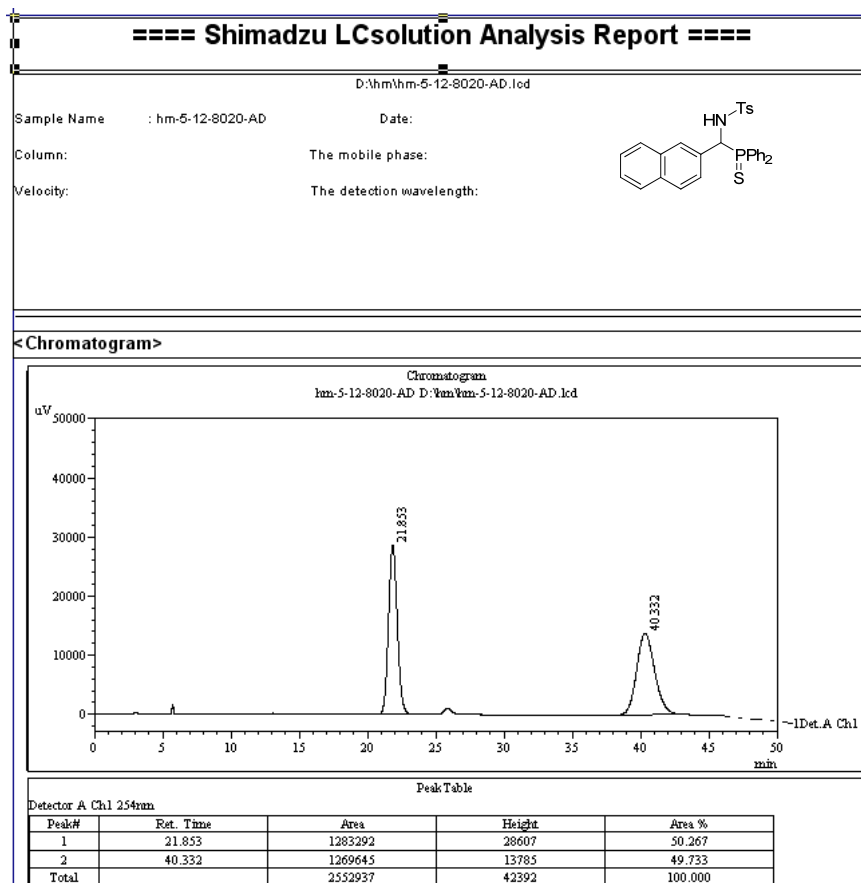 ==== Shimadzu LCsolution Analysis Report ====
D:\hm\hm-5-12-8020-AD.lcd
Sample Name : hm-5-12-8020-AD Date:
Column: The mobile phase:
Velocity: The detection wavelength:
HN Ts
PPh2
S
<Chromatogram>
Chromatogram
hm-5-12-8020-AD D:\hm\hm-5-12-8020-AD.lcd
uV
50000
40000
30000
20000
10000
0
21.853
40.332
1Det.A Ch1
0 5 10 15 20 25 30 35 40 45 50
min
PeakTable
Detector A Ch1 254nm
Peak# Ret. Time Area Height Area %
1 21.853 1283292 28607 50.267
2 40.332 1269645 13785 49.733
Total 2552937 42392 100.000